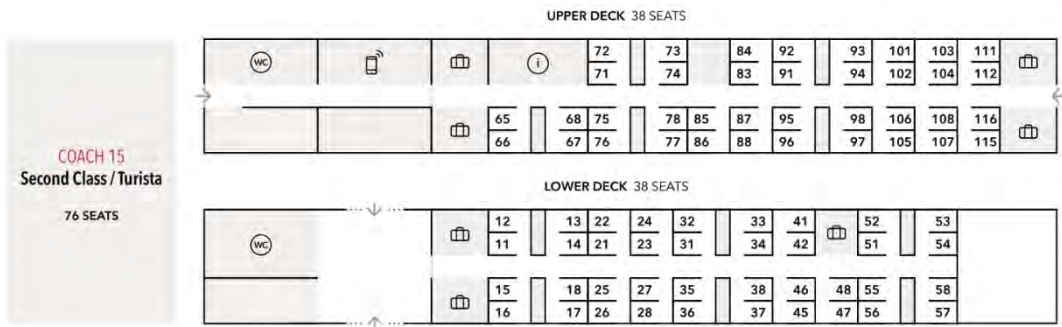 UPPER DECK 38 SEATS
WC
i
72 73 84 92 93 101 103 111
71 74 83 91 94 102 104 112
65 68 75 78 85 87 95 98 106 108 116
66 67 76 77 86 88 96 97 105 107 115
COACH 15
Second Class / Turista
76 SEATS
LOWER DECK 38 SEATS
WC
12 13 22 24 32 33 41 52 53
11 14 21 23 31 34 42 51 54
15 18 25 27 35 38 46 48 55 58
16 17 26 28 36 37 45 47 56 57